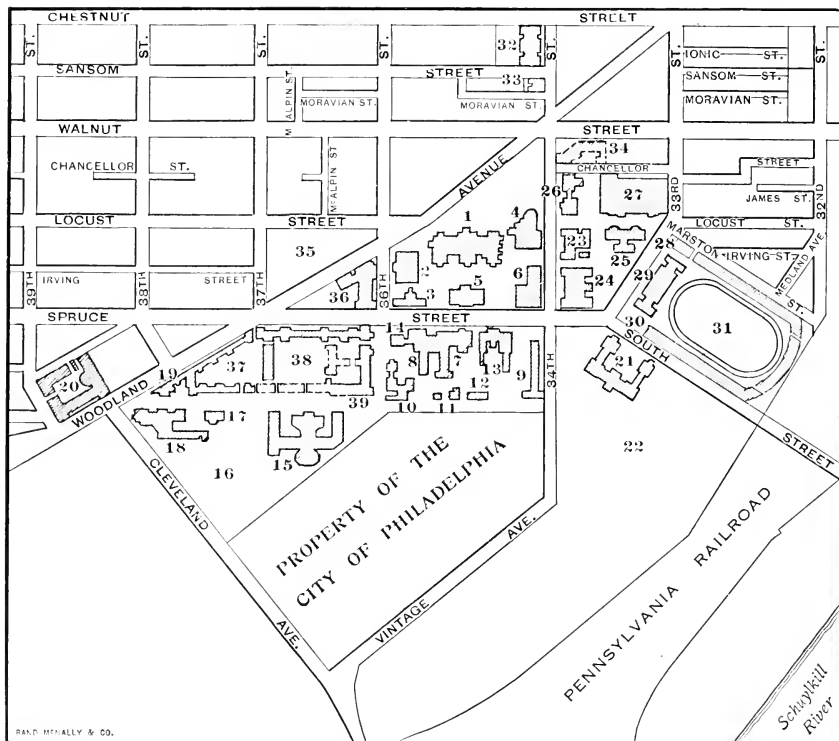 CHESTNUT STREET
ST. ST. ST. ST. ST. ST. ST.
32
IONIC ST.
SANSOM STREET SANSOM ST.
33
MCALPIN ST.
MORAVIAN ST. MORAVIAN ST. MORAVIAN ST.
WALNUT STREET
34
CHANCELLOR ST. CHANCELLOR STREET
MCALPIN ST.
AVENUE
26 27 33RD JAMES ST. 32ND
LOCUST STREET LOCUST ST.
1 4
35 23 25 28 MARSTON ST. IRVING ST. MEDLAND AVE.
2 5 6 24 29
39TH IRVING 38TH STREET 37TH 36 36TH 3
31
SPRUCE STREET
30 SOUTH STREET
14
37 38 8 7 13 9 34TH 21
20 19 WOODLAND
39 10 11 12
17
18 15 16 22
CLEVELAND AVE.
PROPERTY OF THE
CITY OF PHILADELPHIA
VINTAGE AVE.
PENNSYLVANIA RAILROAD
Schuylkill
River
RAND MCNALLY & CO.